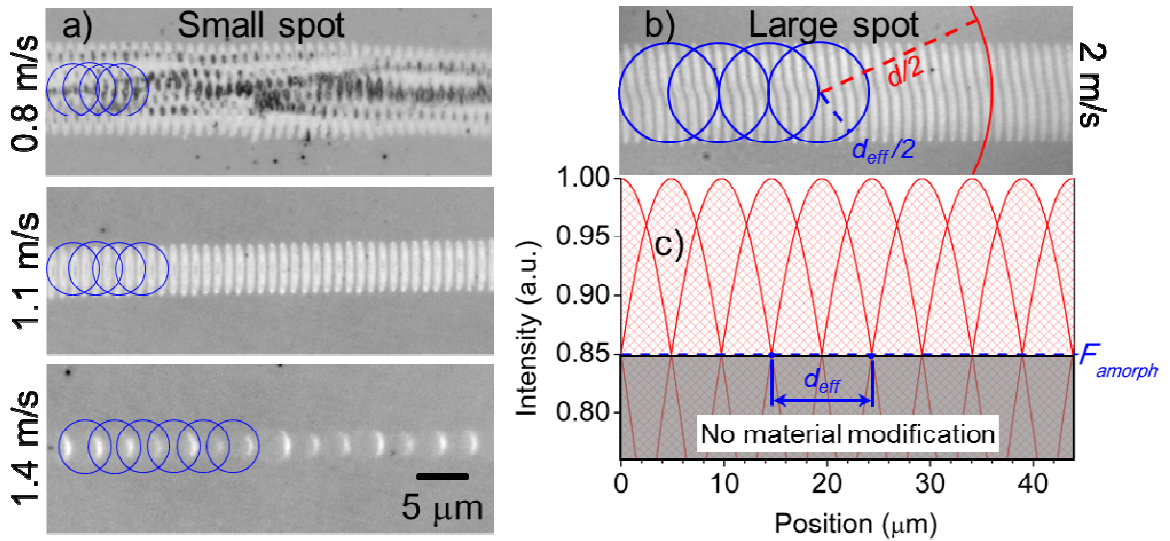 a) Small spot
0.8 m/s
1.1 m/s
1.4 m/s
5 μm
b) Large spot
d/2
d_eff/2
2 m/s
1.00
0.95
0.90
0.85
0.80
Intensity (a.u.)
c)
F_amorph
d_eff
No material modification
0 10 20 30 40
Position (μm)